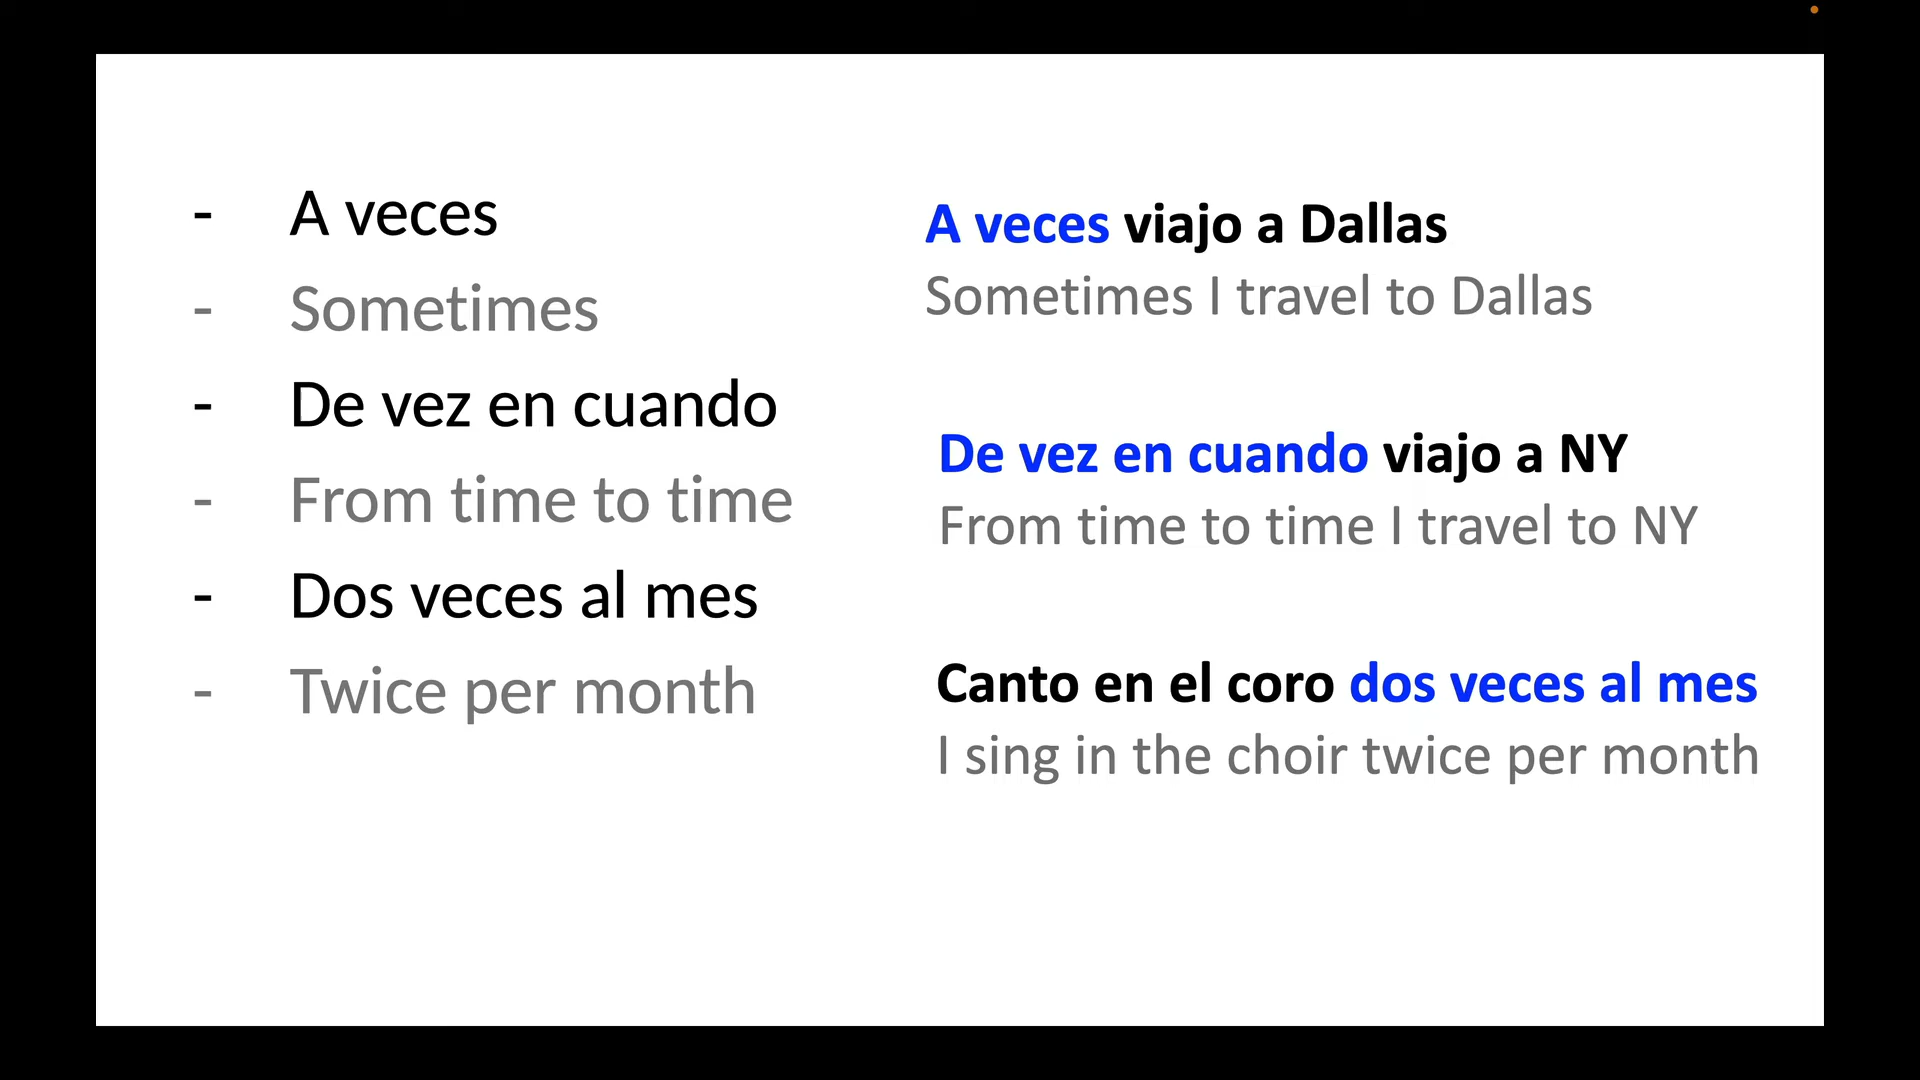 - A veces
- Sometimes
- De vez en cuando
- From time to time
- Dos veces al mes
- Twice per month
A veces viajo a Dallas
Sometimes I travel to Dallas
De vez en cuando viajo a NY
From time to time I travel to NY
Canto en el coro dos veces al mes
I sing in the choir twice per month